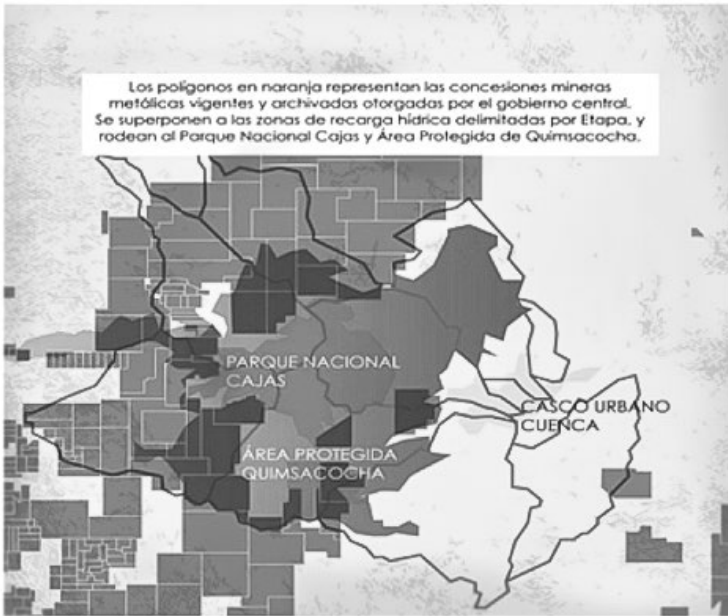 Los polígonos en naranja representan las concesiones mineras
metálicas vigentes y archivadas otorgadas por el gobierno central.
Se superponen a las zonas de recarga hídrica delimitadas por Etapa, y
rodean al Parque Nacional Cajas y Área Protegida de Quimsacocha.
PARQUE NACIONAL
CAJAS
CASCO URBANO
CUENCA
ÁREA PROTEGIDA
QUIMSACOCHA